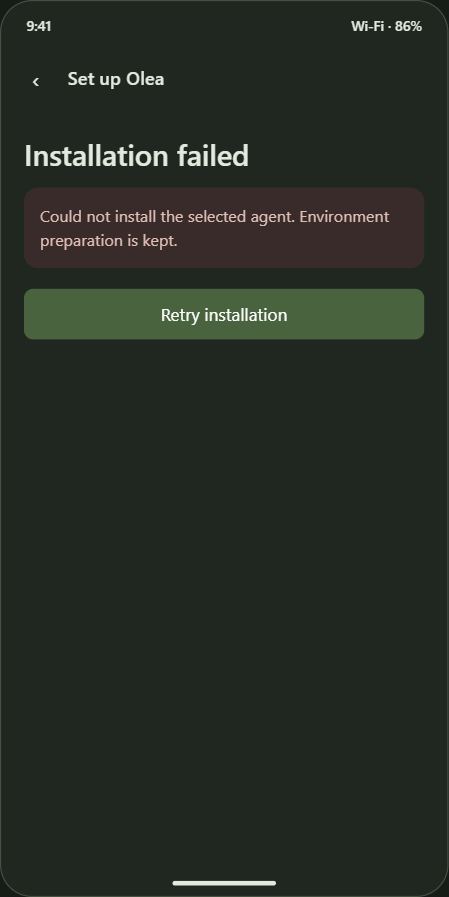 9:41 Wi-Fi · 86%
‹ Set up Olea
Installation failed
Could not install the selected agent. Environment
preparation is kept.
Retry installation